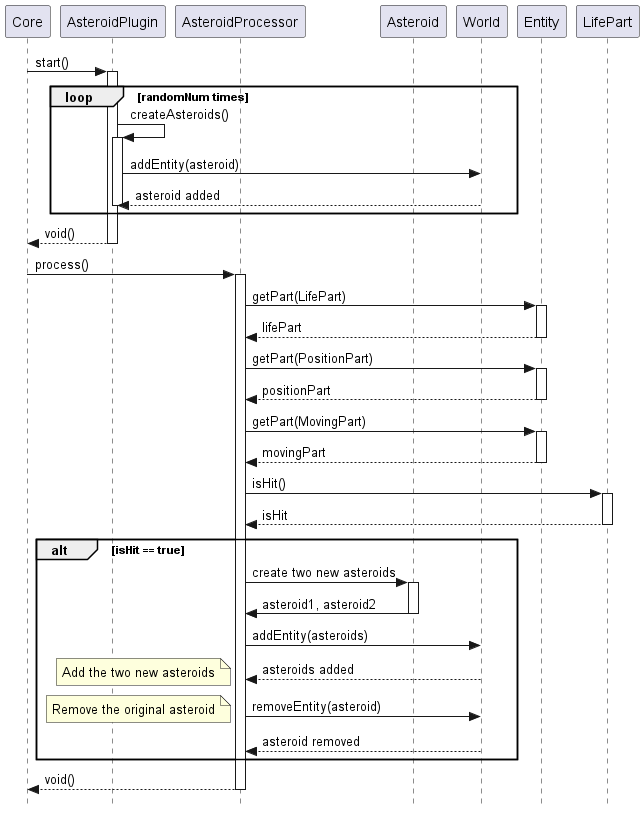 Core AsteroidPlugin AsteroidProcessor Asteroid World Entity LifePart
start()
loop [randomNum times]
createAsteroids()
addEntity(asteroid)
asteroid added
void()
process()
getPart(LifePart)
lifePart
getPart(PositionPart)
positionPart
getPart(MovingPart)
movingPart
isHit()
isHit
alt [isHit == true]
create two new asteroids
asteroid1, asteroid2
addEntity(asteroids)
Add the two new asteroids
asteroids added
Remove the original asteroid
removeEntity(asteroid)
asteroid removed
void()